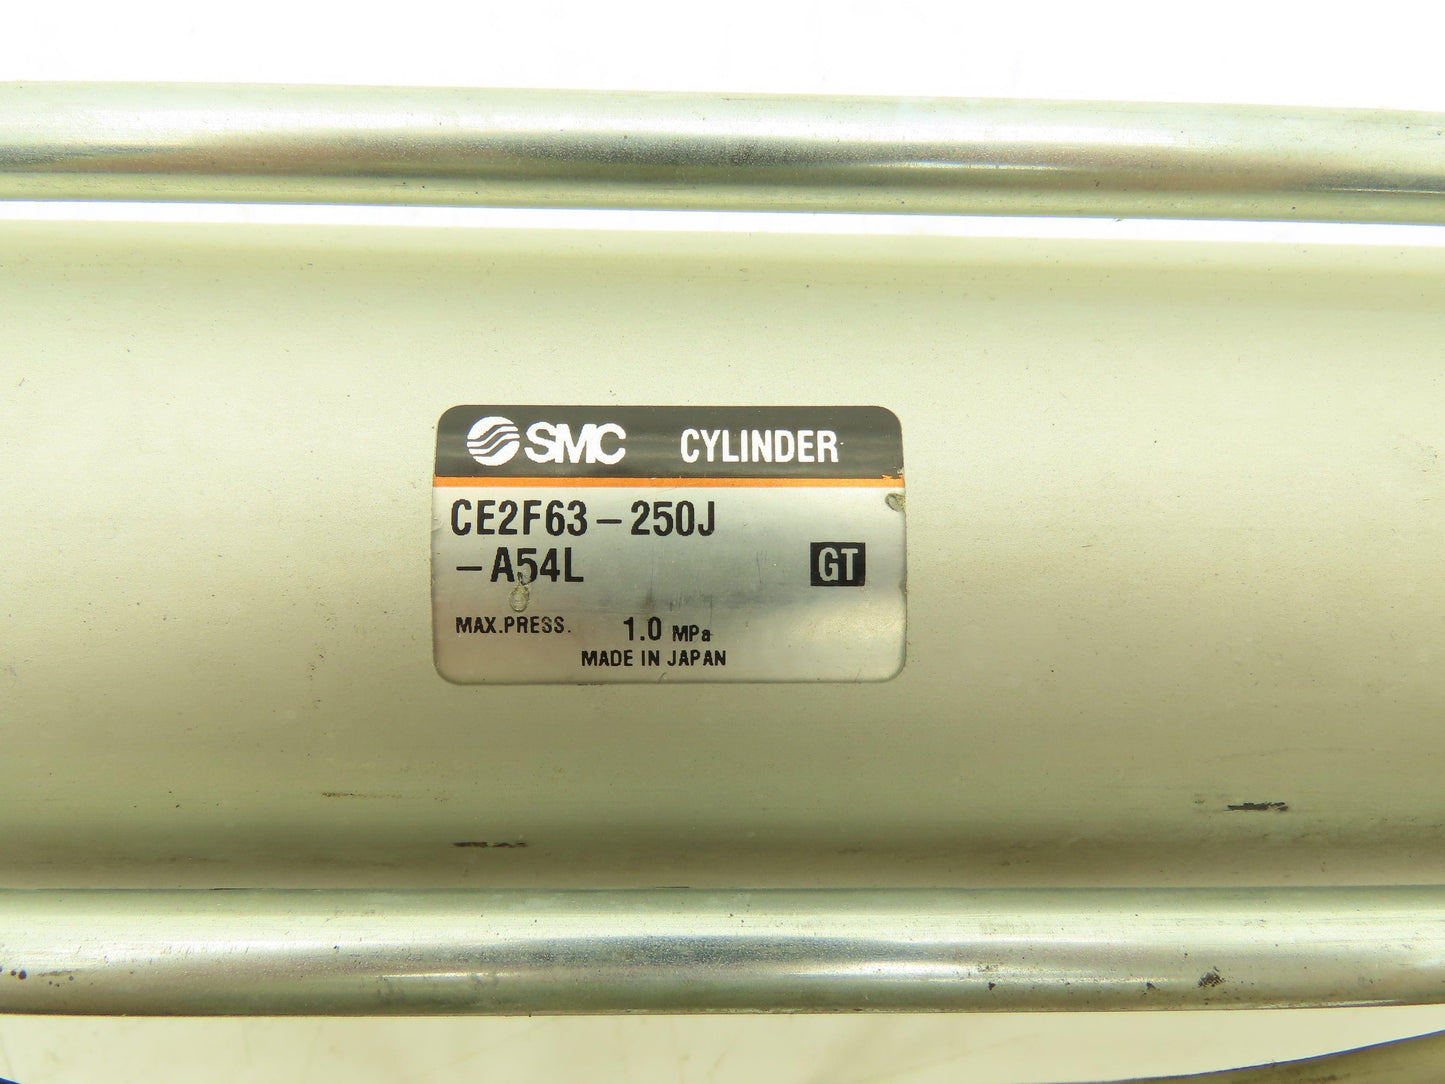 SMC CYLINDER
CE2F63-250J
-A54L GT
MAX.PRESS. 1.0 MPa
MADE IN JAPAN